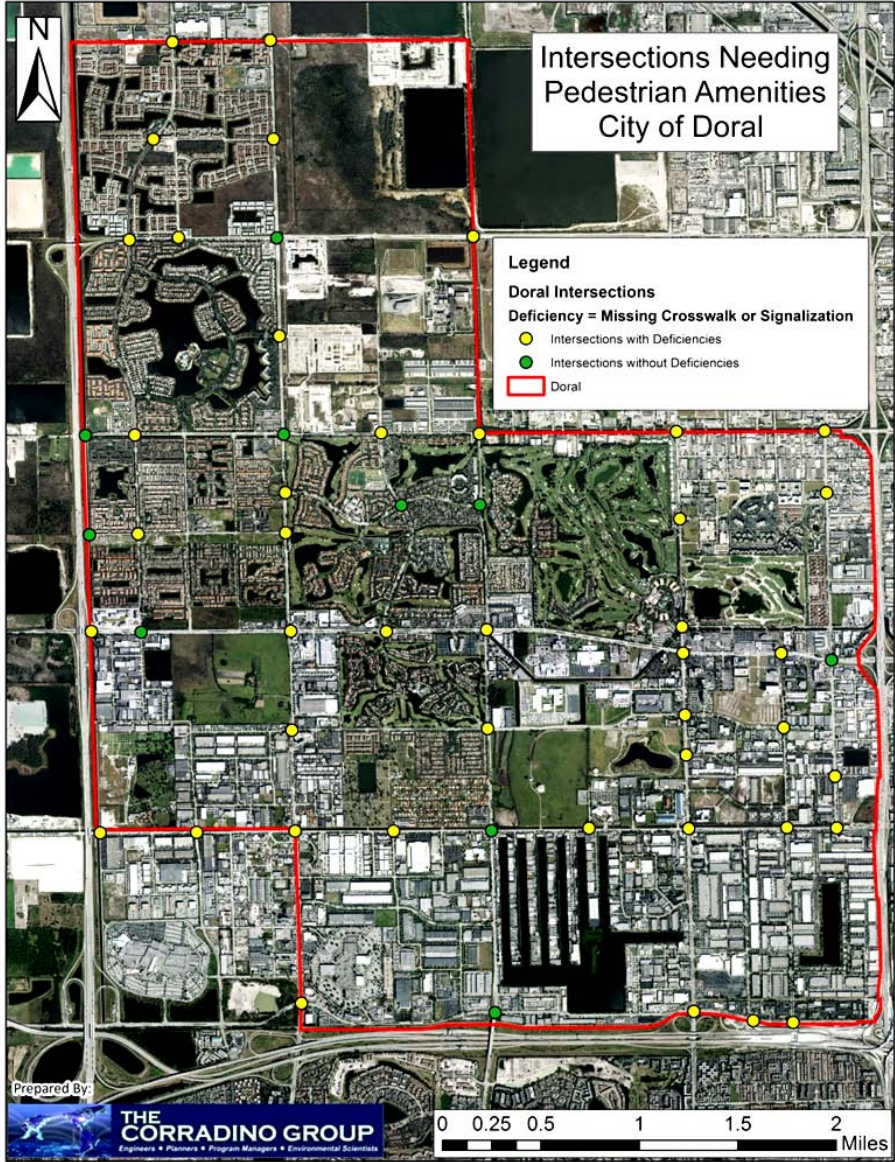 N
Intersections Needing
Pedestrian Amenities
City of Doral
Legend
Doral Intersections
Deficiency = Missing Crosswalk or Signalization
Intersections with Deficiencies
Intersections without Deficiencies
Doral
Prepared By:
THE
CORRADINO GROUP
Engineers • Planners • Program Managers • Environmental Scientists
0 0.25 0.5 1 1.5 2
Miles